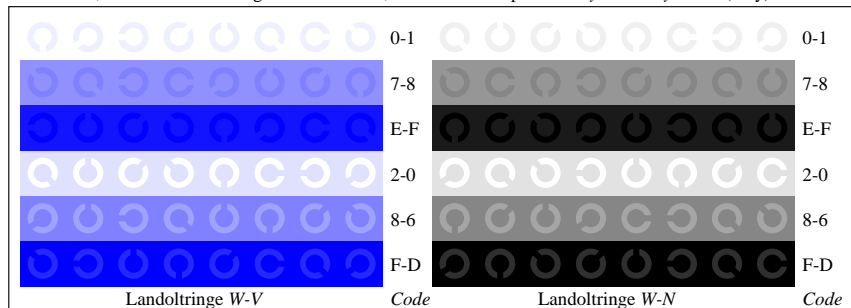 0-1 0-1
7-8 7-8
E-F E-F
2-0 2-0
8-6 8-6
F-D F-D
Landoltringe W-V Code Landoltringe W-N Code